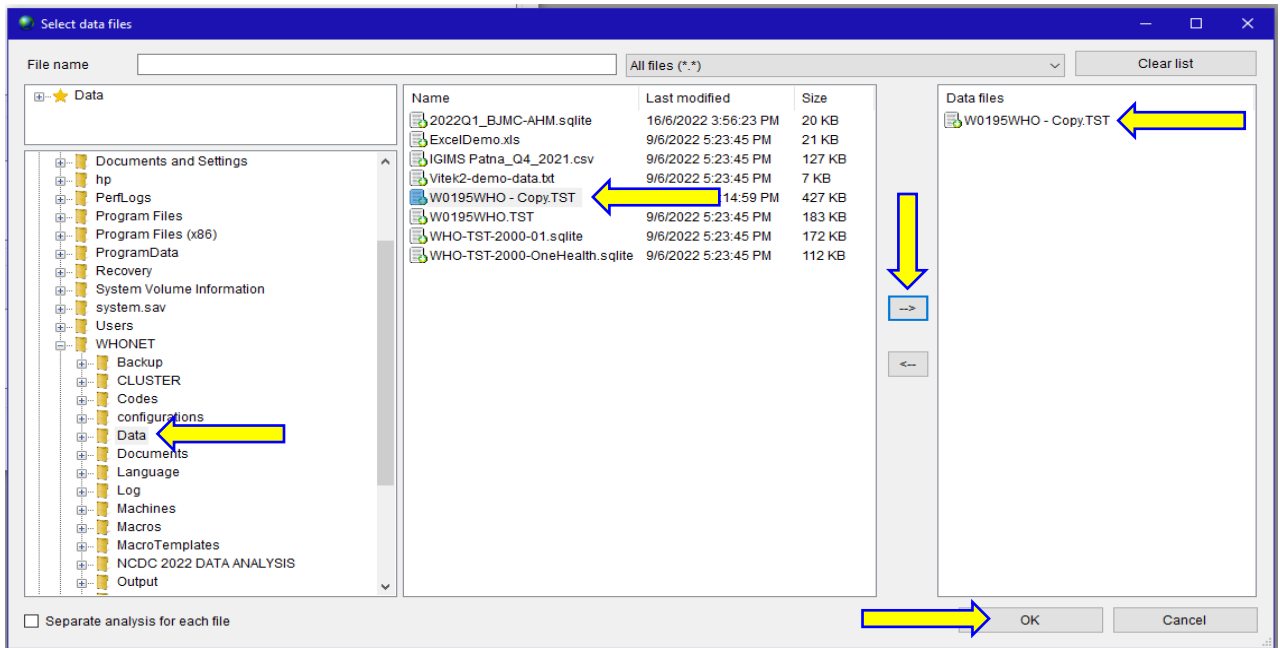 Select data files
File name
All files (*.*)
Clear list
Data
Documents and Settings
hp
PerfLogs
Program Files
Program Files (x86)
ProgramData
Recovery
System Volume Information
system.sav
Users
WHONET
Backup
CLUSTER
Codes
configurations
Data
Documents
Language
Log
Machines
Macros
MacroTemplates
NCDC 2022 DATA ANALYSIS
Output
Name Last modified Size
2022Q1_BJMC-AHM.sqlite 16/6/2022 3:56:23 PM 20 KB
ExcelDemo.xls 9/6/2022 5:23:45 PM 21 KB
IGIMS Patna_Q4_2021.csv 9/6/2022 5:23:45 PM 127 KB
Vitek2-demo-data.txt 9/6/2022 5:23:45 PM 7 KB
W0195WHO - Copy.TST 14:59 PM 427 KB
W0195WHO.TST 9/6/2022 5:23:45 PM 183 KB
WHO-TST-2000-01.sqlite 9/6/2022 5:23:45 PM 172 KB
WHO-TST-2000-OneHealth.sqlite 9/6/2022 5:23:45 PM 112 KB
-->
<--
Data files
W0195WHO - Copy.TST
Separate analysis for each file
OK
Cancel